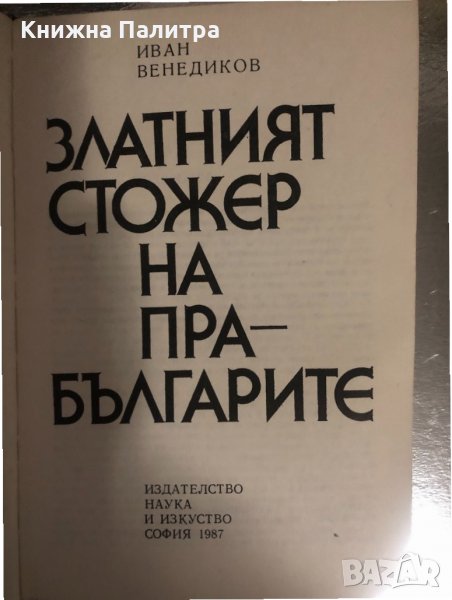 Книжна Палитра
ИВАН
ВЕНЕДИКОВ
ЗЛАТНИЯТ
СТОЖЕР
НА
ПРА—
БЪЛГАРИТЕ
ИЗДАТЕЛСТВО
НАУКА
И ИЗКУСТВО
СОФИЯ 1987
BAZAR